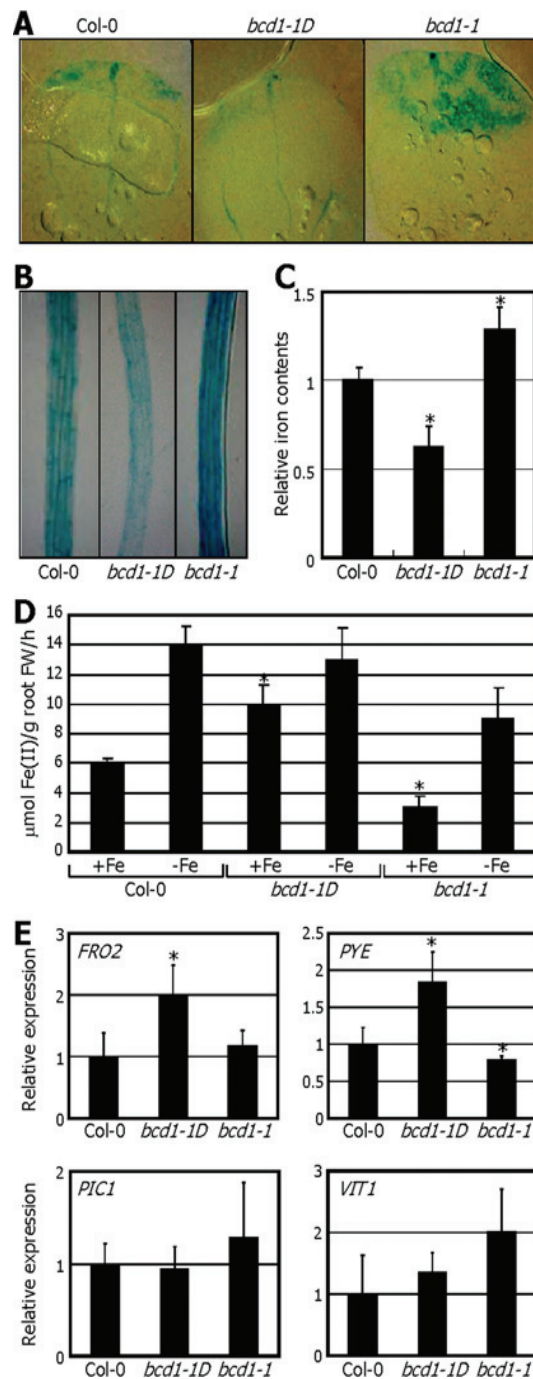 A
Col-0 bcd1-1D bcd1-1
B
Col-0 bcd1-1D bcd1-1
C
Relative iron contents
1.5
1
0.5
0
*
*
Col-0 bcd1-1D bcd1-1
D
μmol Fe(II)/g root FW/h
16
14
12
10
8
6
4
2
0
*
*
+Fe -Fe +Fe -Fe +Fe -Fe
Col-0 bcd1-1D bcd1-1
E
Relative expression
3
2
1
0
FRO2
*
Col-0 bcd1-1D bcd1-1
2.5
2
1.5
1
0.5
0
PYE
*
*
Col-0 bcd1-1D bcd1-1
Relative expression
2
1
0
PIC1
Col-0 bcd1-1D bcd1-1
3
2
1
0
VIT1
Col-0 bcd1-1D bcd1-1